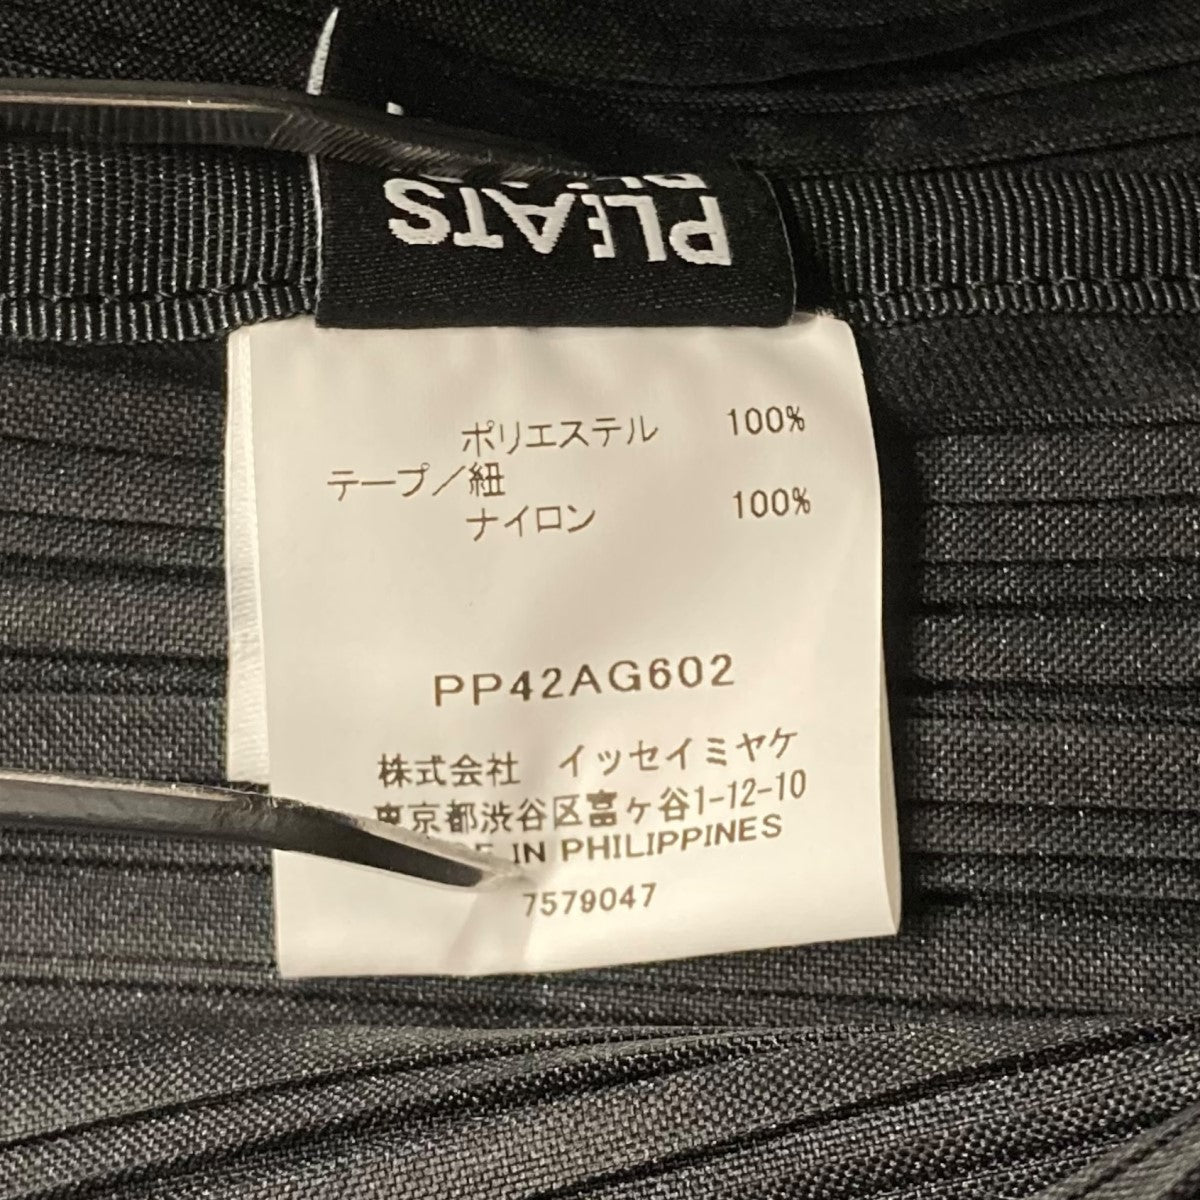 PLEATS
ポリエステル 100%
テープ/紐
ナイロン 100%
PP42AG602
株式会社 イッセイミヤケ
東京都渋谷区富ヶ谷1-12-10
IN PHILIPPINES
7579047